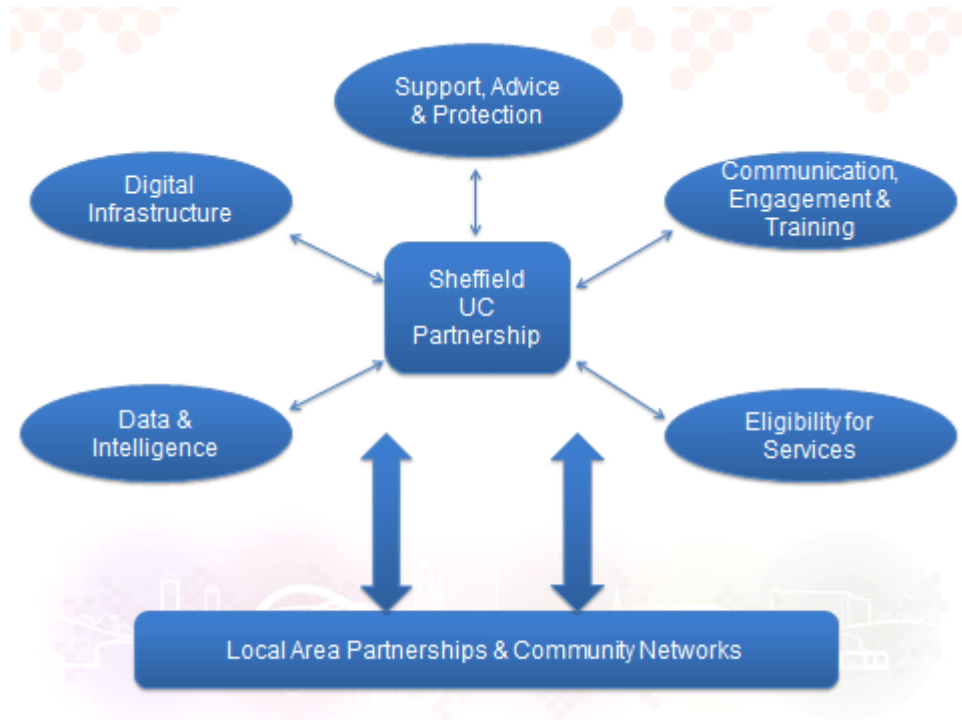 Support, Advice
& Protection
Digital
Infrastructure
Communication,
Engagement &
Training
Sheffield
UC
Partnership
Data &
Intelligence
Eligibility for
Services
Local Area Partnerships & Community Networks